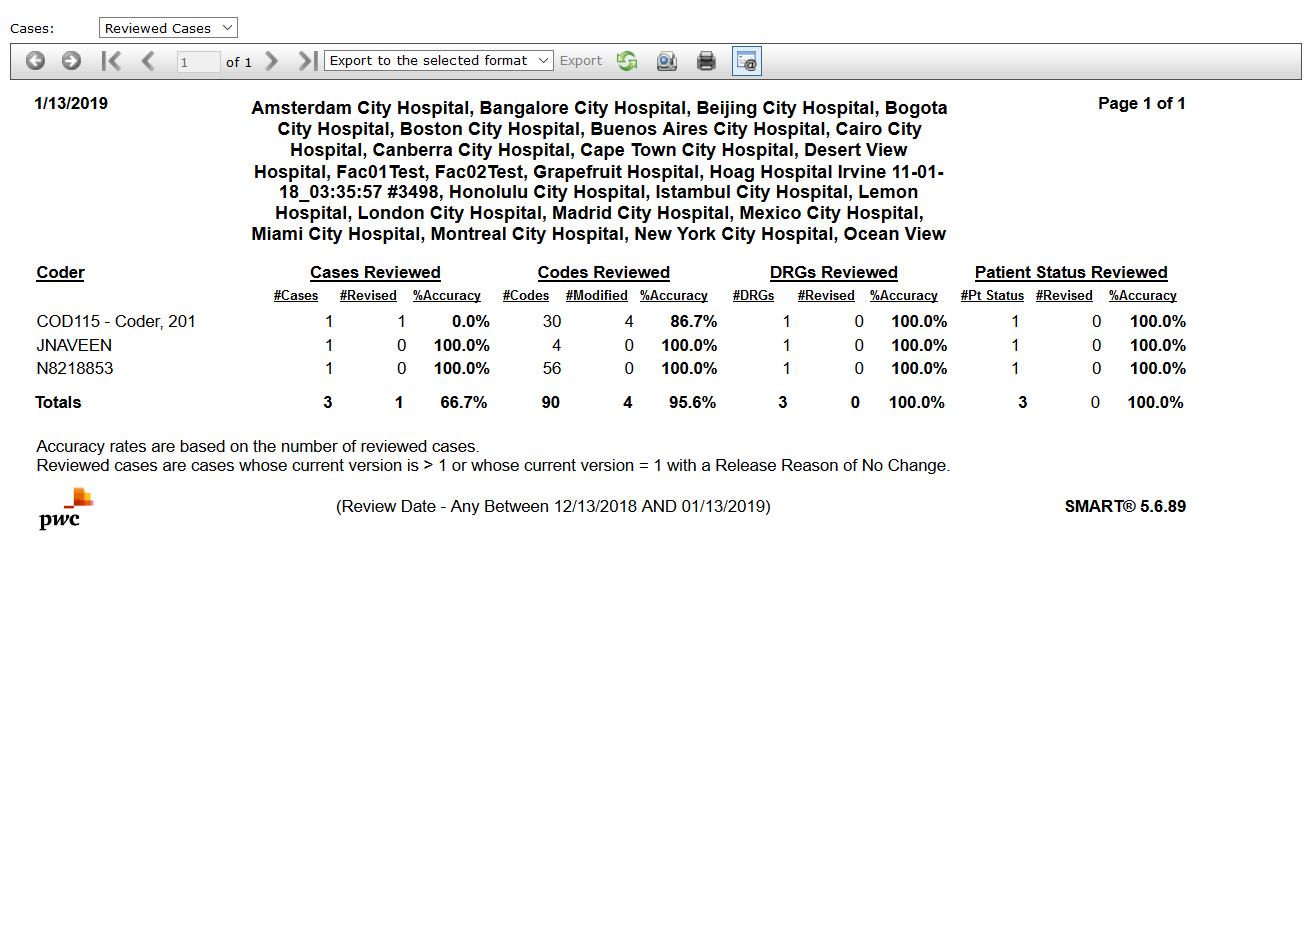 Cases: Reviewed Cases
1 of 1 Export to the selected format Export
1/13/2019
Page 1 of 1
Amsterdam City Hospital, Bangalore City Hospital, Beijing City Hospital, Bogota
City Hospital, Boston City Hospital, Buenos Aires City Hospital, Cairo City
Hospital, Canberra City Hospital, Cape Town City Hospital, Desert View
Hospital, Fac01Test, Fac02Test, Grapefruit Hospital, Hoag Hospital Irvine 11-01-
18_03:35:57 #3498, Honolulu City Hospital, Istambul City Hospital, Lemon
Hospital, London City Hospital, Madrid City Hospital, Mexico City Hospital,
Miami City Hospital, Montreal City Hospital, New York City Hospital, Ocean View
Coder Cases Reviewed Codes Reviewed DRGs Reviewed Patient Status Reviewed
#Cases #Revised %Accuracy #Codes #Modified %Accuracy #DRGs #Revised %Accuracy #Pt Status #Revised %Accuracy
COD115 - Coder, 201 1 1 0.0% 30 4 86.7% 1 0 100.0% 1 0 100.0%
JNAVEEN 1 0 100.0% 4 0 100.0% 1 0 100.0% 1 0 100.0%
N8218853 1 0 100.0% 56 0 100.0% 1 0 100.0% 1 0 100.0%
Totals 3 1 66.7% 90 4 95.6% 3 0 100.0% 3 0 100.0%
Accuracy rates are based on the number of reviewed cases.
Reviewed cases are cases whose current version is > 1 or whose current version = 1 with a Release Reason of No Change.
pwc (Review Date - Any Between 12/13/2018 AND 01/13/2019) SMART® 5.6.89